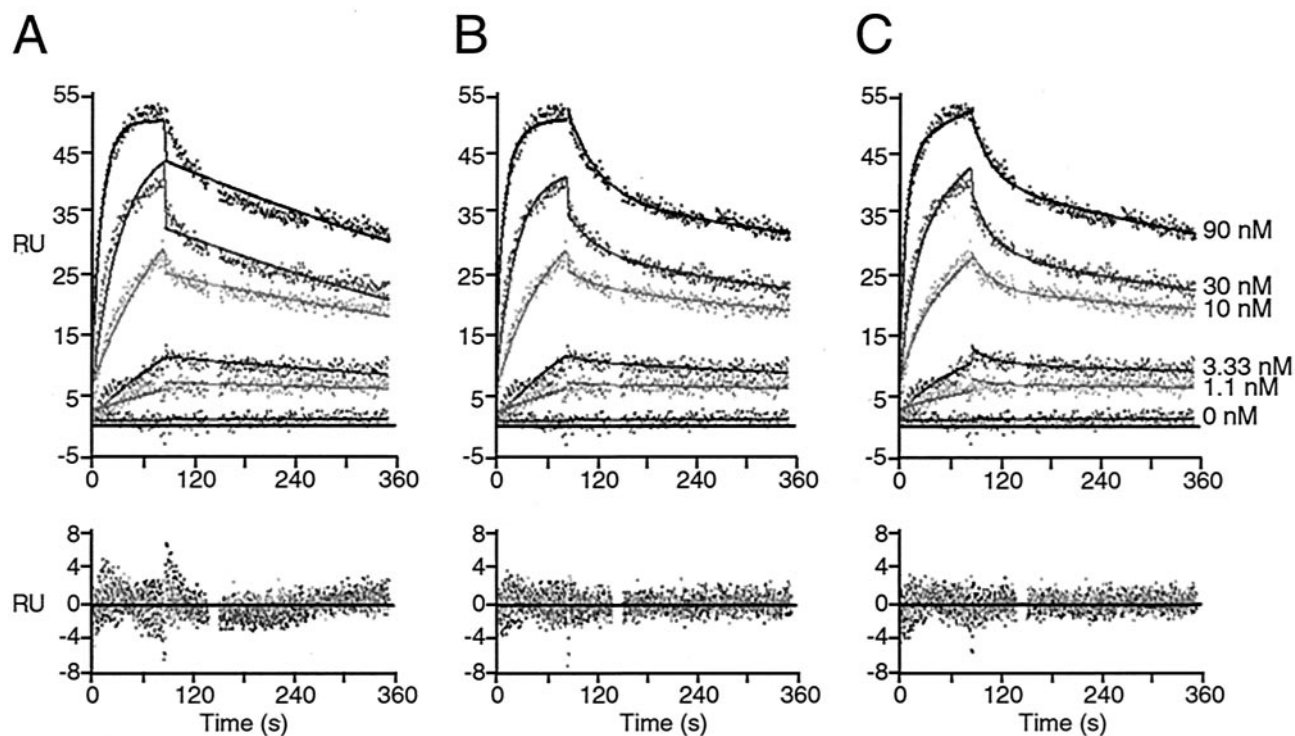 A B C
55 55 55
45 45 45
35 35 35
RU
25 25 25
15 15 15
5 5 5
-5 -5 -5
90 nM
30 nM
10 nM
3.33 nM
1.1 nM
0 nM
0 120 240 360 0 120 240 360 0 120 240 360
8 8 8
4 4 4
RU 0 0 0
-4 -4 -4
-8 -8 -8
0 120 240 360 0 120 240 360 0 120 240 360
Time (s) Time (s) Time (s)